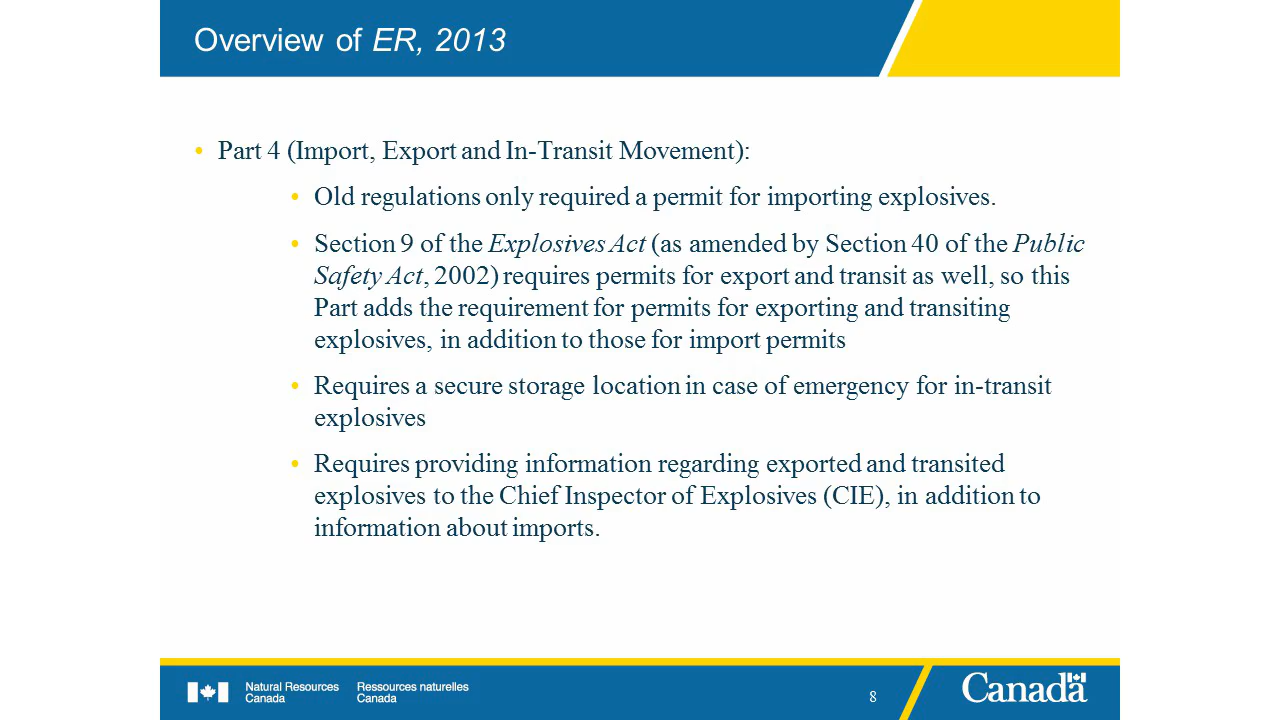 Overview of ER, 2013
• Part 4 (Import, Export and In-Transit Movement):
• Old regulations only required a permit for importing explosives.
• Section 9 of the Explosives Act (as amended by Section 40 of the Public
Safety Act, 2002) requires permits for export and transit as well, so this
Part adds the requirement for permits for exporting and transiting
explosives, in addition to those for import permits
• Requires a secure storage location in case of emergency for in-transit
explosives
• Requires providing information regarding exported and transited
explosives to the Chief Inspector of Explosives (CIE), in addition to
information about imports.
Natural Resources
Canada
Ressources naturelles
Canada
8
Canada